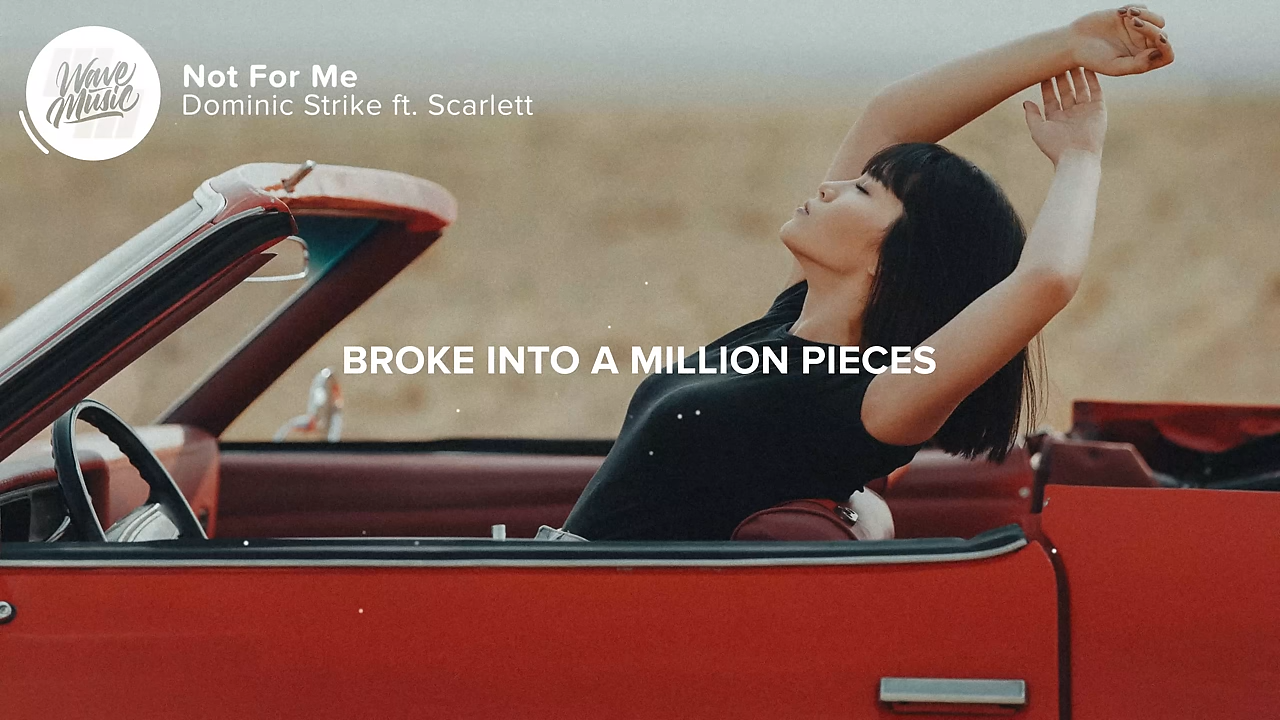 Wave
Music
Not For Me
Dominic Strike ft. Scarlett
BROKE INTO A MILLION PIECES